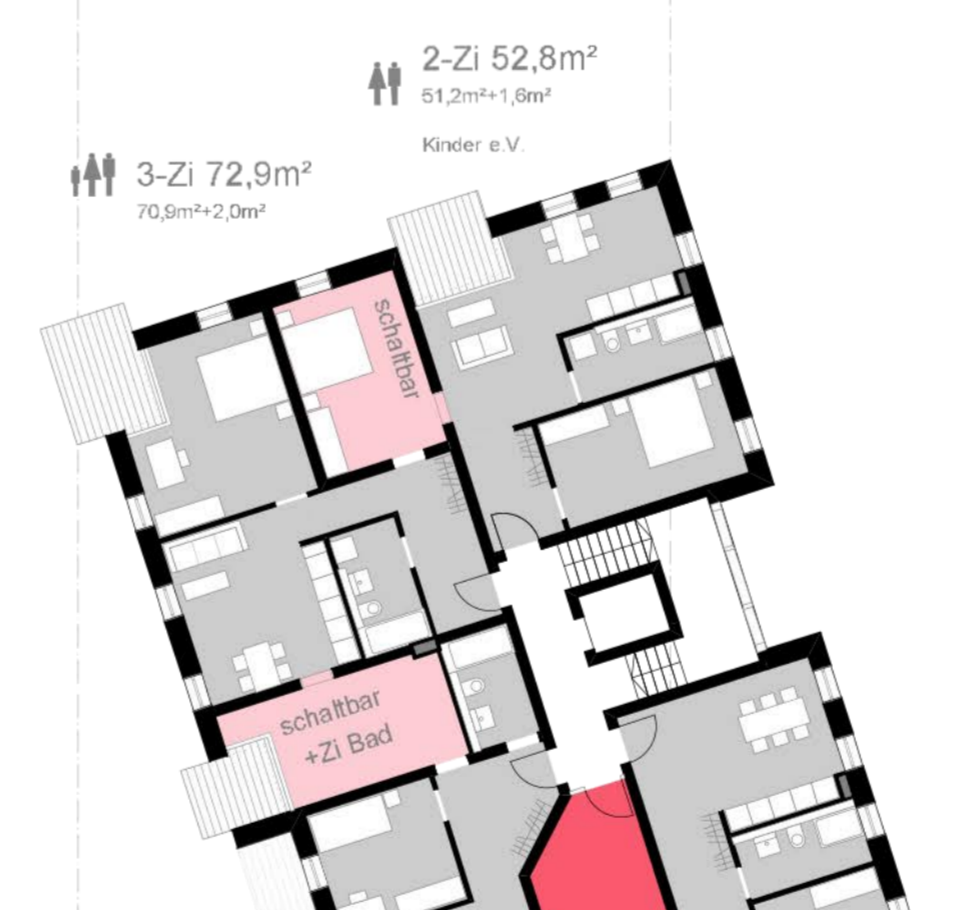 2-Zi 52,8m²
51,2m²+1,6m²
Kinder e.V.
3-Zi 72,9m²
70,9m²+2,0m²
schaltbar
schaltbar
+Zi Bad